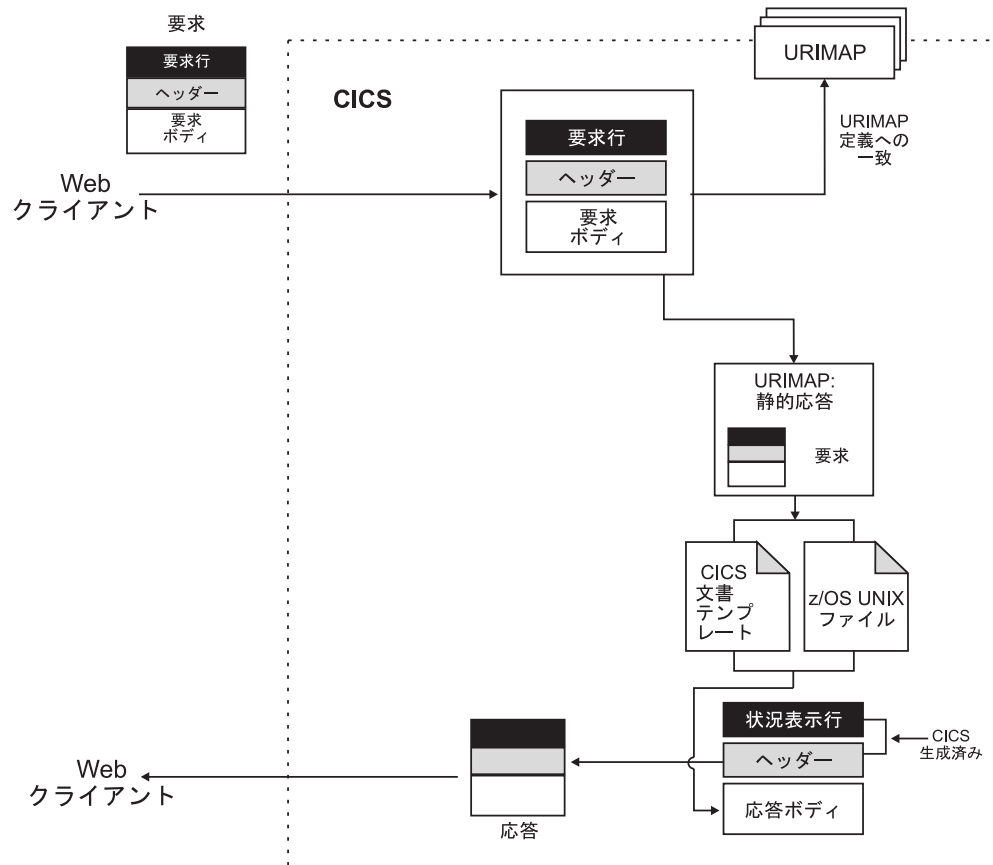 要求
要求行
ヘッダー
要求
ボディ
CICS
URIMAP
要求行
ヘッダー
要求
ボディ
URIMAP
定義への
一致
Web
クライアント
URIMAP:
静的応答
要求
CICS
文書
テンプ
レート
z/OS UNIX
ファイル
状況表示行
ヘッダー
応答ボディ
CICS
生成済み
応答
Web
クライアント